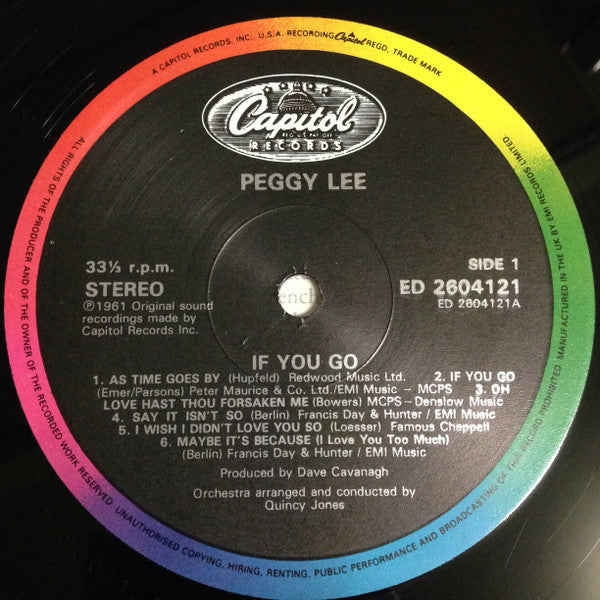 A CAPITOL RECORDS, INC., U.S.A. RECORDING Capitol REGD. TRADE MARK
Capitol
REG. U.S. PAT. OFF.
RECORDS
PEGGY LEE
33⅓ r.p.m.
STEREO
℗1961 Original sound
recordings made by
Capitol Records Inc.
SIDE 1
ED 2604121
ED 2604121A
ench
IF YOU GO
1. AS TIME GOES BY (Hupfeld) Redwood Music Ltd. 2. IF YOU GO
(Emer/Parsons) Peter Maurice & Co. Ltd./EMI Music – MCPS 3. OH
LOVE HAST THOU FORSAKEN ME (Bowers) MCPS – Denslow Music
4. SAY IT ISN'T SO (Berlin) Francis Day & Hunter / EMI Music
5. I WISH I DIDN'T LOVE YOU SO (Loesser) Famous Chappell
6. MAYBE IT'S BECAUSE (I Love You Too Much)
(Berlin) Francis Day & Hunter / EMI Music
Produced by Dave Cavanagh
Orchestra arranged and conducted by
Quincy Jones
MANUFACTURED IN THE UK BY EMI RECORDS LIMITED.
ALL RIGHTS OF THE PRODUCER AND OF THE OWNER OF THE RECORDED WORK RESERVED. UNAUTHORISED COPYING, HIRING, RENTING, PUBLIC PERFORMANCE AND BROADCASTING OF THIS RECORD PROHIBITED.